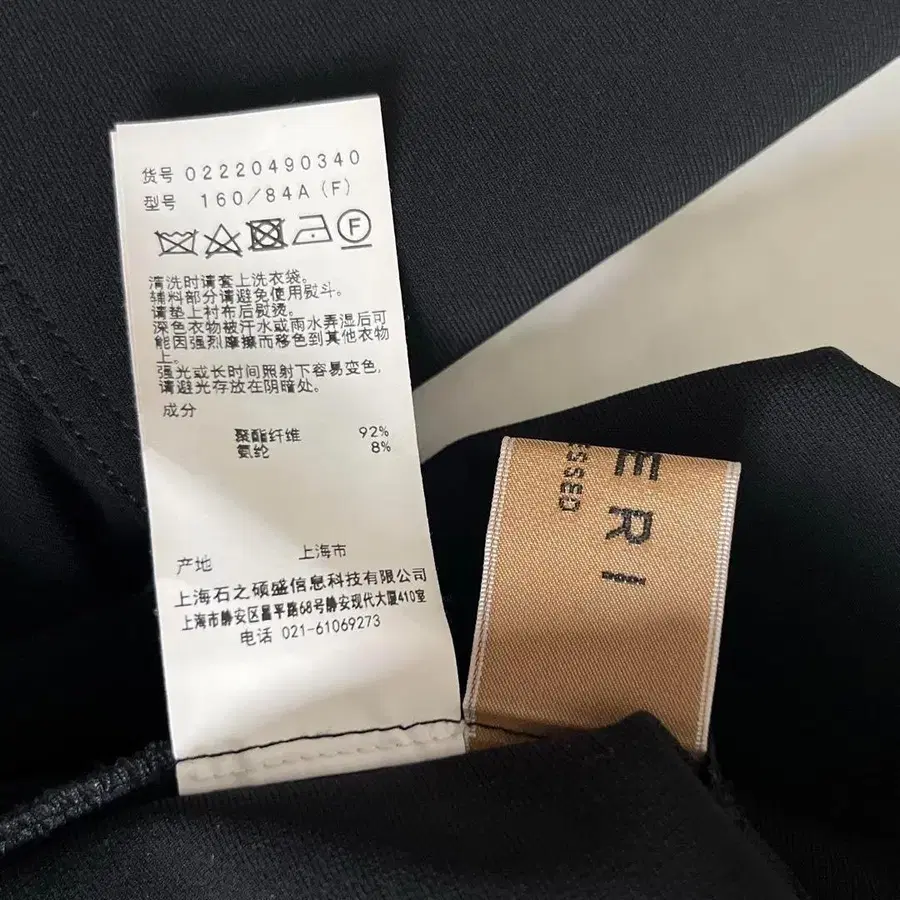 货号 02220490340
型号 160/84A(F)
F
清洗时请套上洗衣袋。
辅料部分请避免使用熨斗。
请垫上衬布后熨烫。
深色衣物被汗水或雨水弄湿后可
能因强烈摩擦而移色到其他衣物
上。
强光或长时间照射下容易变色,
请避光存放在阴暗处。
成分
聚酯纤维 92%
氨纶 8%
产地 上海市
上海石之硕盛信息科技有限公司
上海市静安区昌平路68号静安现代大厦410室
电话 021-61069273
ERI
ESSED